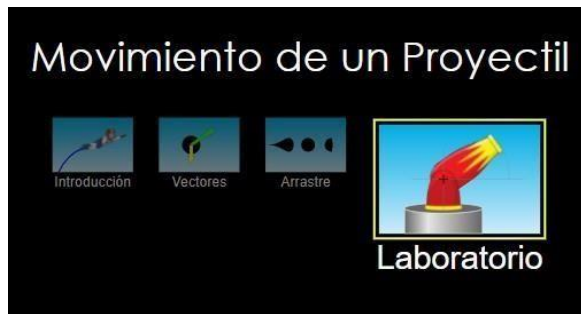 Movimiento de un Proyectil
Introducción
Vectores
Arrastre
Laboratorio